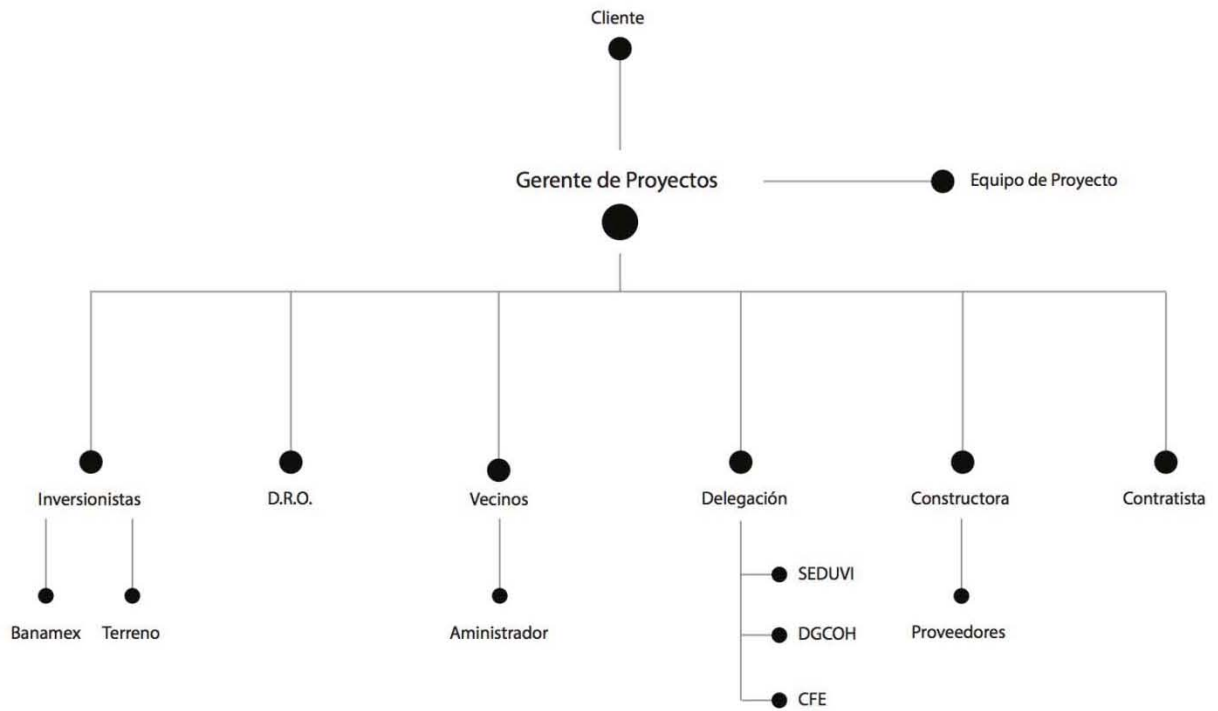 Cliente
Gerente de Proyectos
Equipo de Proyecto
Inversionistas
D.R.O.
Vecinos
Delegación
Constructora
Contratista
SEDUVI
Banamex
Terreno
Aministrador
DGCOH
Proveedores
CFE